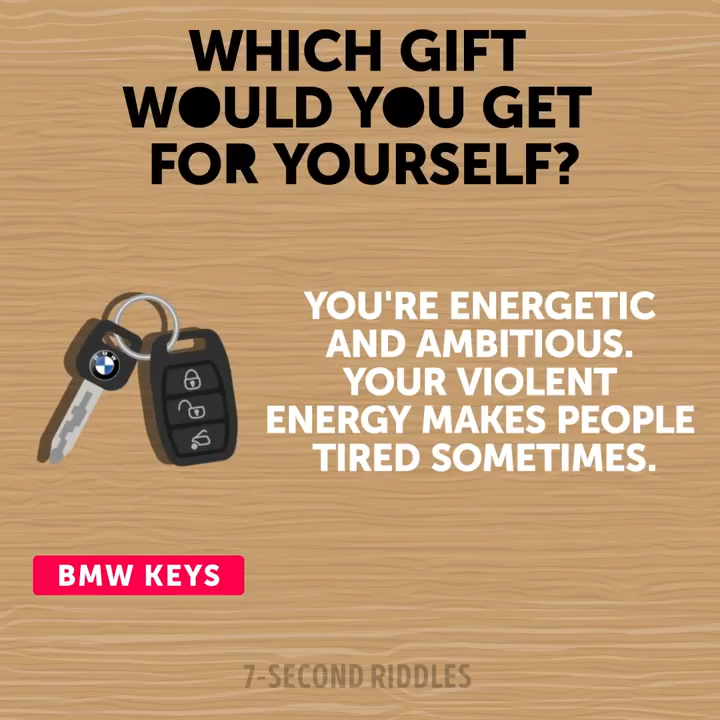 WHICH GIFT
WOULD YOU GET
FOR YOURSELF?
YOU'RE ENERGETIC
AND AMBITIOUS.
YOUR VIOLENT
ENERGY MAKES PEOPLE
TIRED SOMETIMES.
BMW KEYS
7-SECOND RIDDLES